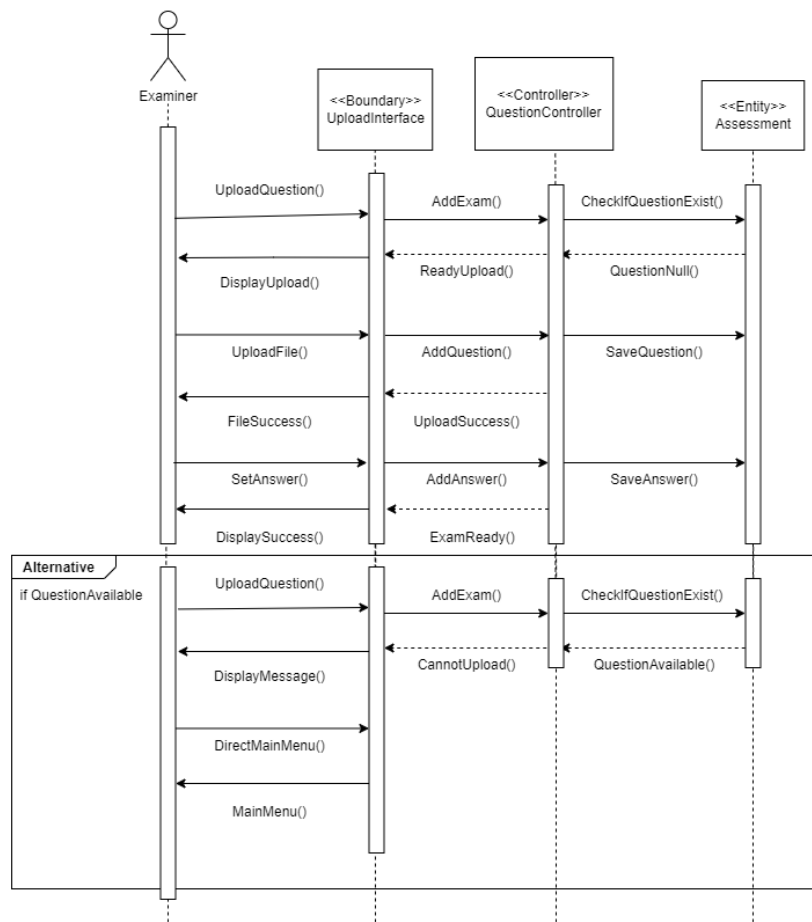 Examiner
<<Boundary>>
UploadInterface
<<Controller>>
QuestionController
<<Entity>>
Assessment
UploadQuestion()
AddExam()
CheckIfQuestionExist()
DisplayUpload()
ReadyUpload()
QuestionNull()
UploadFile()
AddQuestion()
SaveQuestion()
FileSuccess()
UploadSuccess()
SetAnswer()
AddAnswer()
SaveAnswer()
DisplaySuccess()
ExamReady()
Alternative
if QuestionAvailable
UploadQuestion()
AddExam()
CheckIfQuestionExist()
DisplayMessage()
CannotUpload()
QuestionAvailable()
DirectMainMenu()
MainMenu()